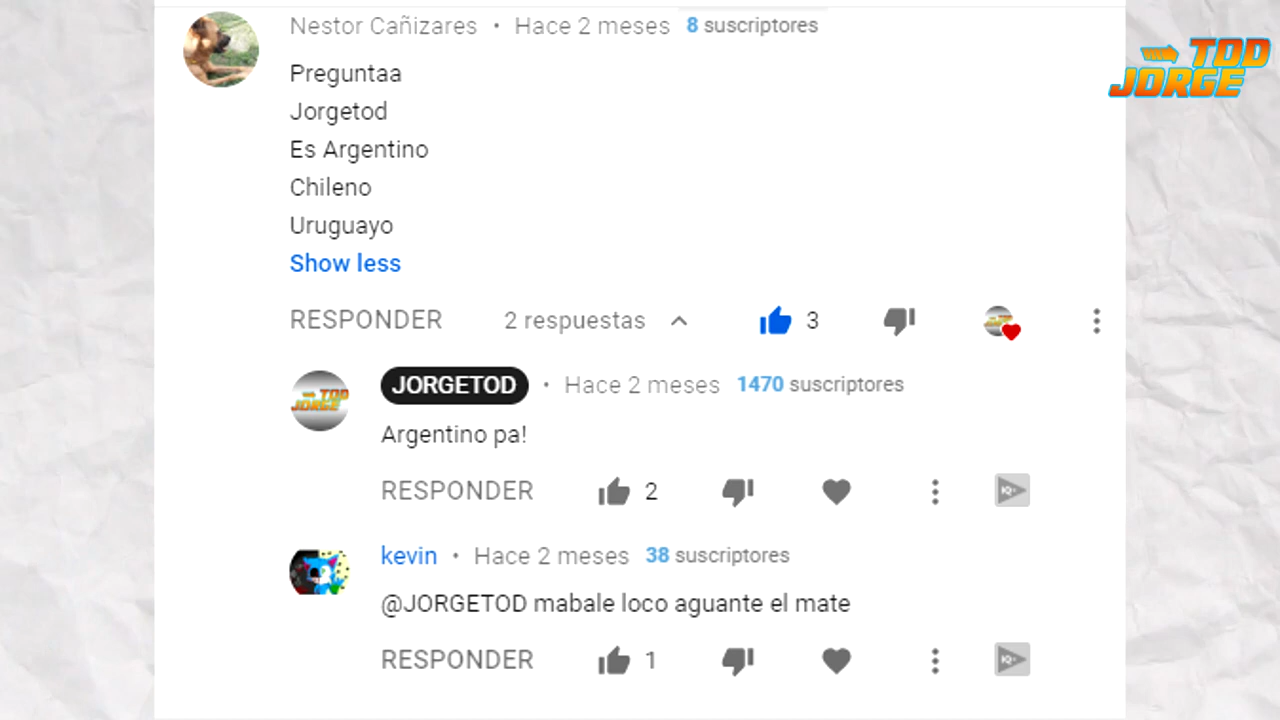 Nestor Cañizares • Hace 2 meses 8 suscriptores
TOD
JORGE
Preguntaa
Jorgetod
Es Argentino
Chileno
Uruguayo
Show less
RESPONDER 2 respuestas 3
JORGETOD • Hace 2 meses 1470 suscriptores
TOD
JORGE
Argentino pa!
RESPONDER 2
kevin • Hace 2 meses 38 suscriptores
@JORGETOD mabale loco aguante el mate
RESPONDER 1